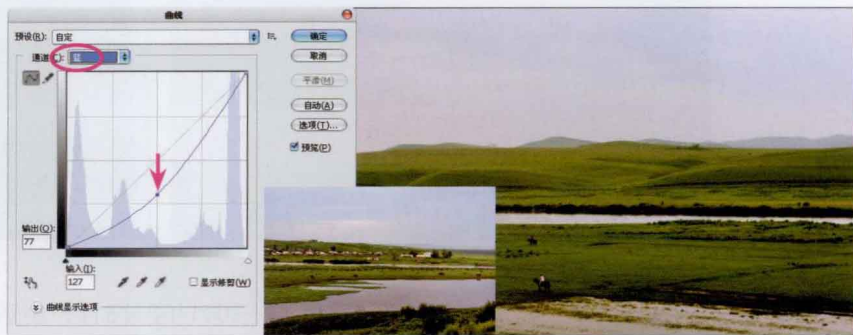 曲线
预设(R): 自定
确定
通道(C): 蓝
取消
平滑(M)
自动(A)
选项(T)...
预览(P)
输出(O):
77
输入(I):
127
显示修剪(W)
曲线显示选项